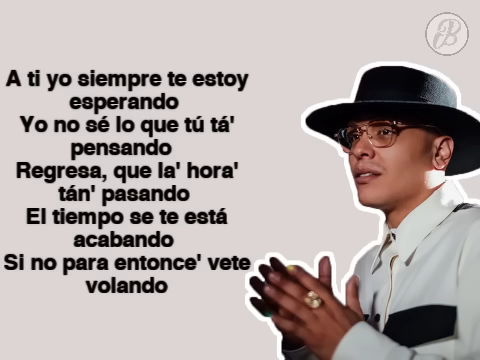 A ti yo siempre te estoy
esperando
Yo no sé lo que tú tá'
pensando
Regresa, que la' hora'
tán' pasando
El tiempo se te está
acabando
Si no para entonce' vete
volando